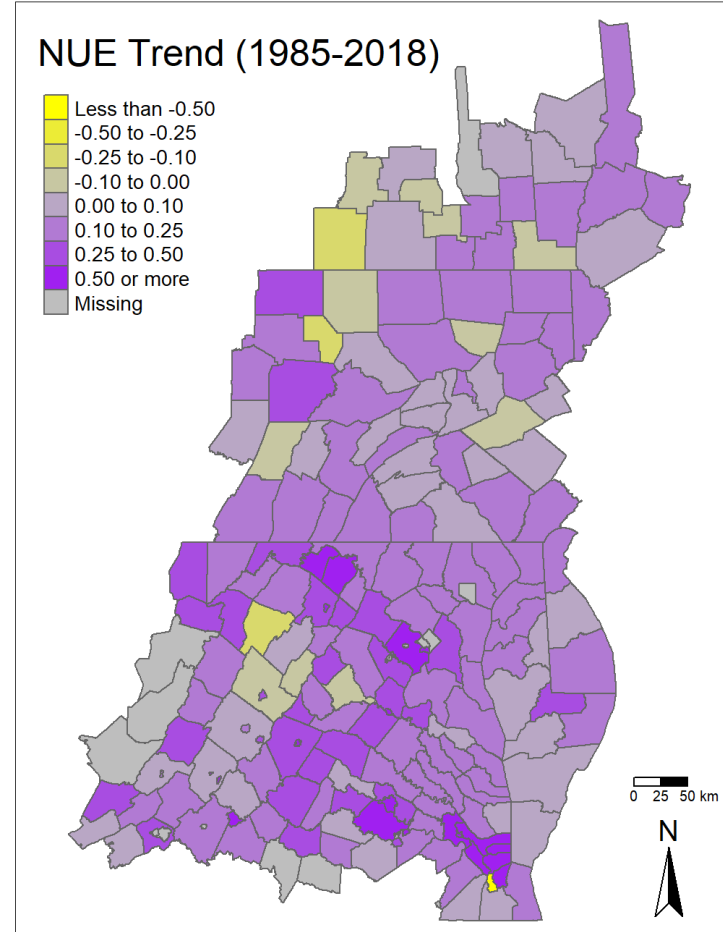 NUE Trend (1985-2018)
Less than -0.50
-0.50 to -0.25
-0.25 to -0.10
-0.10 to 0.00
0.00 to 0.10
0.10 to 0.25
0.25 to 0.50
0.50 or more
Missing
0 25 50 km
N